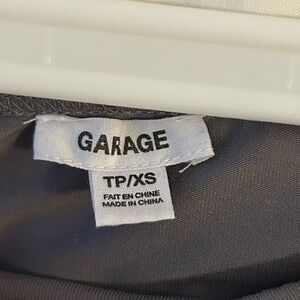 GARAGE
TP/XS
FAIT EN CHINE
MADE IN CHINA